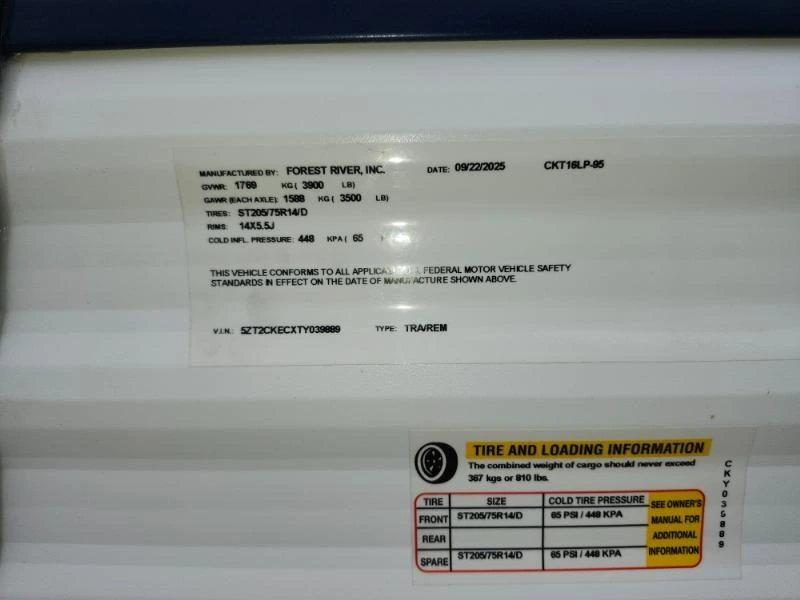 MANUFACTURED BY: FOREST RIVER, INC. DATE: 09/22/2025 CKT16LP-95
GVWR: 1769 KG ( 3900 LB)
GAWR (EACH AXLE): 1588 KG ( 3500 LB)
TIRES: ST205/75R14/D
RIMS: 14X5.5J
COLD INFL. PRESSURE: 448 KPA ( 65
THIS VEHICLE CONFORMS TO ALL FEDERAL MOTOR VEHICLE SAFETY
STANDARDS IN EFFECT ON THE DATE OF MANUFACTURE SHOWN ABOVE.
V.I.N.: 5ZT2CKECXTY039889 TYPE: TRA/REM
TIRE AND LOADING INFORMATION
The combined weight of cargo should never exceed
367 kgs or 810 lbs.
TIRE SIZE COLD TIRE PRESSURE SEE OWNER'S
FRONT ST205/75R14/D 65 PSI / 448 KPA MANUAL FOR
REAR ADDITIONAL
SPARE ST205/75R14/D 65 PSI / 448 KPA INFORMATION
CKY039889